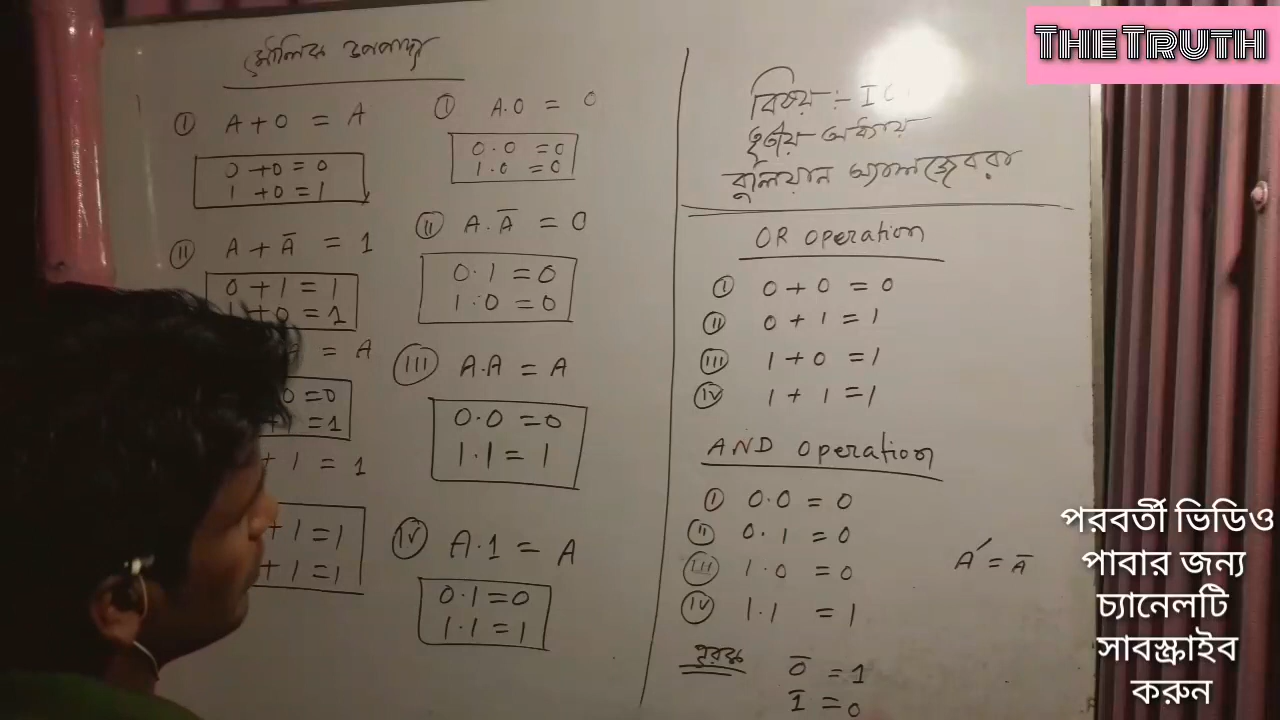 THE TRUTH
মৌলিক উপপাদ্য
i A+0 = A
0+0=0
1+0=1
ii A+Ā = 1
0+1=1
1+0=1
= A
0=0
1=1
+1=1
+1=1
+1=1
i A.0 = 0
0.0=0
1.0=0
ii A.Ā = 0
0.1=0
1.0=0
iii A.A = A
0.0=0
1.1=1
iv A.1 = A
0.1=0
1.1=1
বিষয় :- IC
তৃতীয় অধ্যায়
বুলিয়ান অ্যালজেবরা
OR operation
i 0+0=0
ii 0+1=1
iii 1+0=1
iv 1+1=1
AND operation
i 0.0=0
ii 0.1=0
iii 1.0=0
iv 1.1=1
A′=Ā
পূরক
0̅=1
1̅=0
পরবর্তী ভিডিও
পাবার জন্য
চ্যানেলটি
সাবস্ক্রাইব
করুন